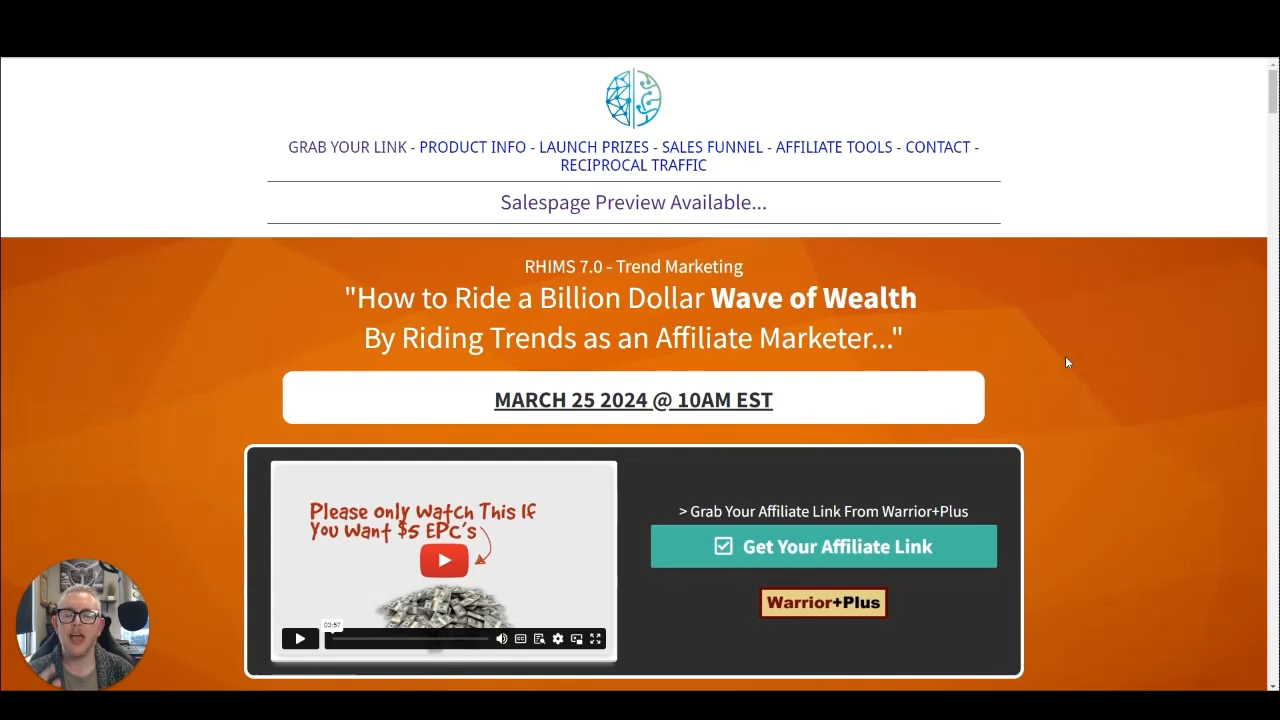 GRAB YOUR LINK - PRODUCT INFO - LAUNCH PRIZES - SALES FUNNEL - AFFILIATE TOOLS - CONTACT -
RECIPROCAL TRAFFIC
Salespage Preview Available...
RHIMS 7.0 - Trend Marketing
"How to Ride a Billion Dollar Wave of Wealth
By Riding Trends as an Affiliate Marketer..."
MARCH 25 2024 @ 10AM EST
Please only Watch This If
You Want $5 EPC's
03:57
> Grab Your Affiliate Link From Warrior+Plus
Get Your Affiliate Link
Warrior+Plus